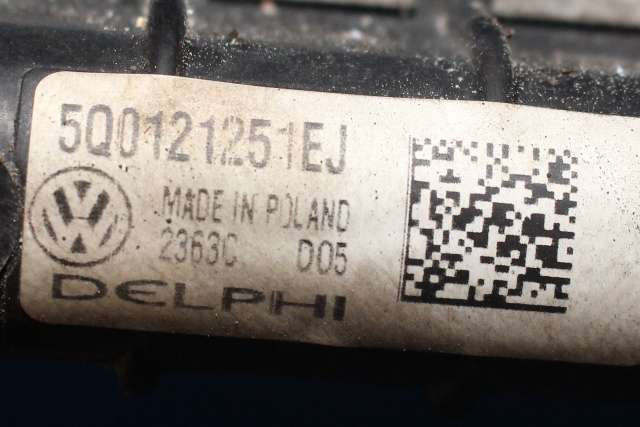 5Q0121251EJ
MADE IN POLAND
2363C D05
DELPHI